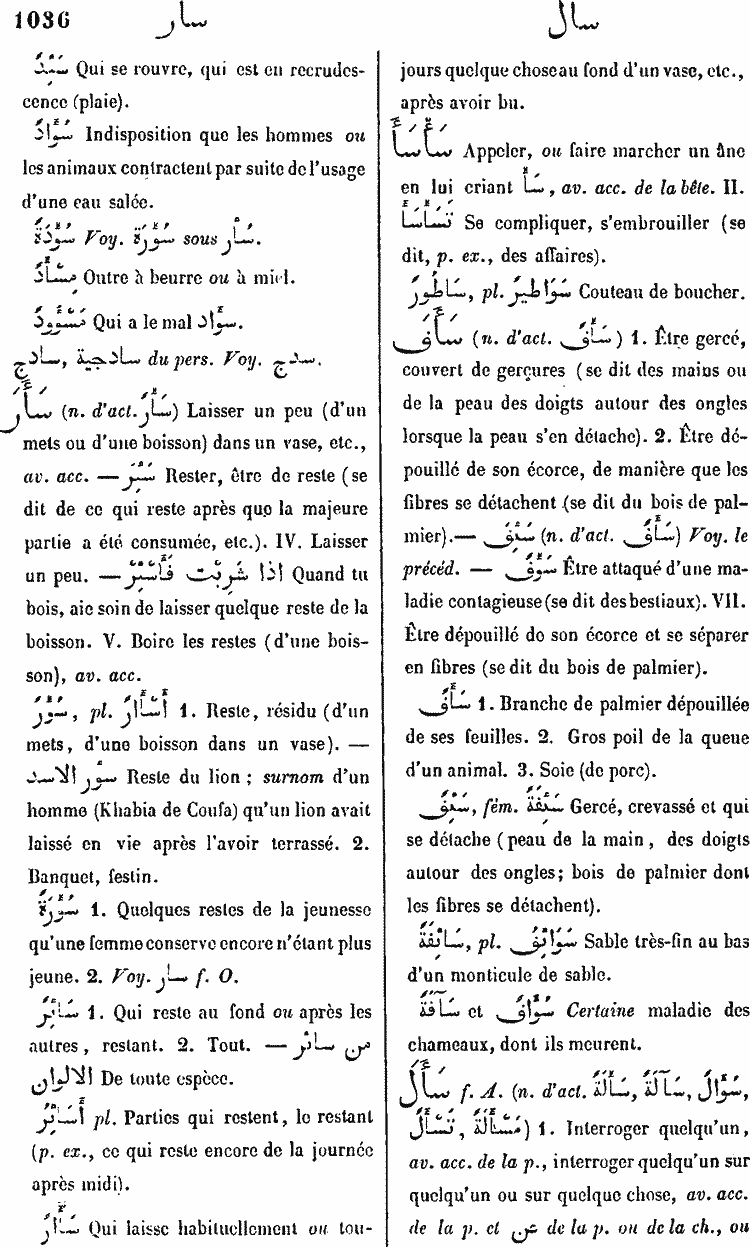 1036
سار
سال
سَئِدٌ Qui se rouvre, qui est en recrudes-
cence (plaie).
سُؤَادٌ Indisposition que les hommes ou
les animaux contractent par suite de l'usage
d'une eau salée.
سُؤْدَةٌ Voy. سُؤْرَةٌ sous سأر.
مِسْأَدٌ Outre à beurre ou à miel.
مَسْؤُودٌ Qui a le mal سؤاد.
سادج, سادجية du pers. Voy. سدج.
سَأَرَ (n. d'act. سَأْرٌ) Laisser un peu (d'un
mets ou d'une boisson) dans un vase, etc.,
av. acc. — سَئِرَ Rester, être de reste (se
dit de ce qui reste après que la majeure
partie a été consumée, etc.). IV. Laisser
un peu. — اذا شَرِبْتَ فَأَسْئِرْ Quand tu
bois, aie soin de laisser quelque reste de la
boisson. V. Boire les restes (d'une bois-
son), av. acc.
سُؤْرٌ, pl. أَسْآرٌ 1. Reste, résidu (d'un
mets, d'une boisson dans un vase). —
سؤر الاسد Reste du lion; surnom d'un
homme (Khabia de Coufa) qu'un lion avait
laissé en vie après l'avoir terrassé. 2.
Banquet, festin.
سُؤْرَةٌ 1. Quelques restes de la jeunesse
qu'une femme conserve encore n'étant plus
jeune. 2. Voy. سار f. O.
سَائِرٌ 1. Qui reste au fond ou après les
autres, restant. 2. Tout. — من سائر
الالوان De toute espèce.
أَسَائِرُ pl. Parties qui restent, le restant
(p. ex., ce qui reste encore de la journée
après midi).
سَأَّارٌ Qui laisse habituellement ou tou-
jours quelque chose au fond d'un vase, etc.,
après avoir bu.
سَأْسَأَ Appeler, ou faire marcher un âne
en lui criant سَأْ, av. acc. de la bête. II.
تَسَأْسَأَ Se compliquer, s'embrouiller (se
dit, p. ex., des affaires).
سَاطُورٌ, pl. سَوَاطِيرُ Couteau de boucher.
سَأَفَ (n. d'act. سَأْفٌ) 1. Être gercé,
couvert de gerçures (se dit des mains ou
de la peau des doigts autour des ongles
lorsque la peau s'en détache). 2. Être dé-
pouillé de son écorce, de manière que les
fibres se détachent (se dit du bois de pal-
mier). — سَئِفَ (n. d'act. سَأَفٌ) Voy. le
précéd. — سَؤُفَ Être attaqué d'une ma-
ladie contagieuse (se dit des bestiaux). VII.
Être dépouillé de son écorce et se séparer
en fibres (se dit du bois de palmier).
سَأَفٌ 1. Branche de palmier dépouillée
de ses feuilles. 2. Gros poil de la queue
d'un animal. 3. Soie (de porc).
سَئِفٌ, fém. سَئِفَةٌ Gercé, crevassé et qui
se détache (peau de la main, des doigts
autour des ongles; bois de palmier dont
les fibres se détachent).
سَائِفَةٌ, pl. سَوَائِفُ Sable très-fin au bas
d'un monticule de sable.
سَآفَةٌ et سُؤَافٌ Certaine maladie des
chameaux, dont ils meurent.
سَأَلَ f. A. (n. d'act. سُؤَالٌ, سَآلَةٌ, سَأَلَةٌ,
مَسْأَلَةٌ, تَسْآلٌ) 1. Interroger quelqu'un,
av. acc. de la p., interroger quelqu'un sur
quelqu'un ou sur quelque chose, av. acc.
de la p. et عن de la p. ou de la ch., ou